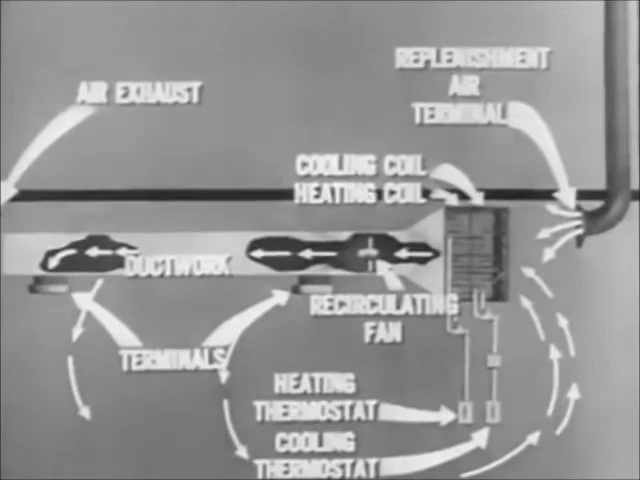 REPLENISHMENT
AIR
TERMINAL
AIR EXHAUST
COOLING COIL
HEATING COIL
DUCTWORK
RECIRCULATING
FAN
TERMINALS
HEATING
THERMOSTAT
COOLING
THERMOSTAT